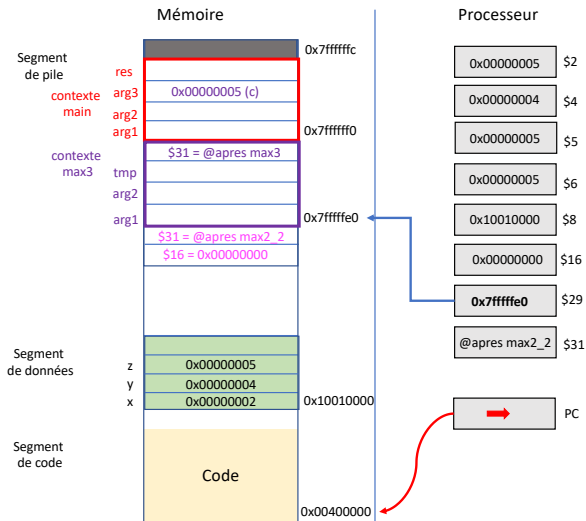 Mémoire
Processeur
0x7ffffffc
Segment
de pile
res
contexte
main
arg3
0x00000005 (c)
arg2
arg1
0x7ffffff0
contexte
max3
$31 = @apres max3
tmp
arg2
arg1
0x7fffffe0
$31 = @apres max2_2
$16 = 0x00000000
Segment
de données
z
0x00000005
y
0x00000004
x
0x00000002
0x10010000
Segment
de code
Code
0x00400000
0x00000005
$2
0x00000004
$4
0x00000005
$5
0x00000005
$6
0x10010000
$8
0x00000000
$16
0x7fffffe0
$29
@apres max2_2
$31
PC